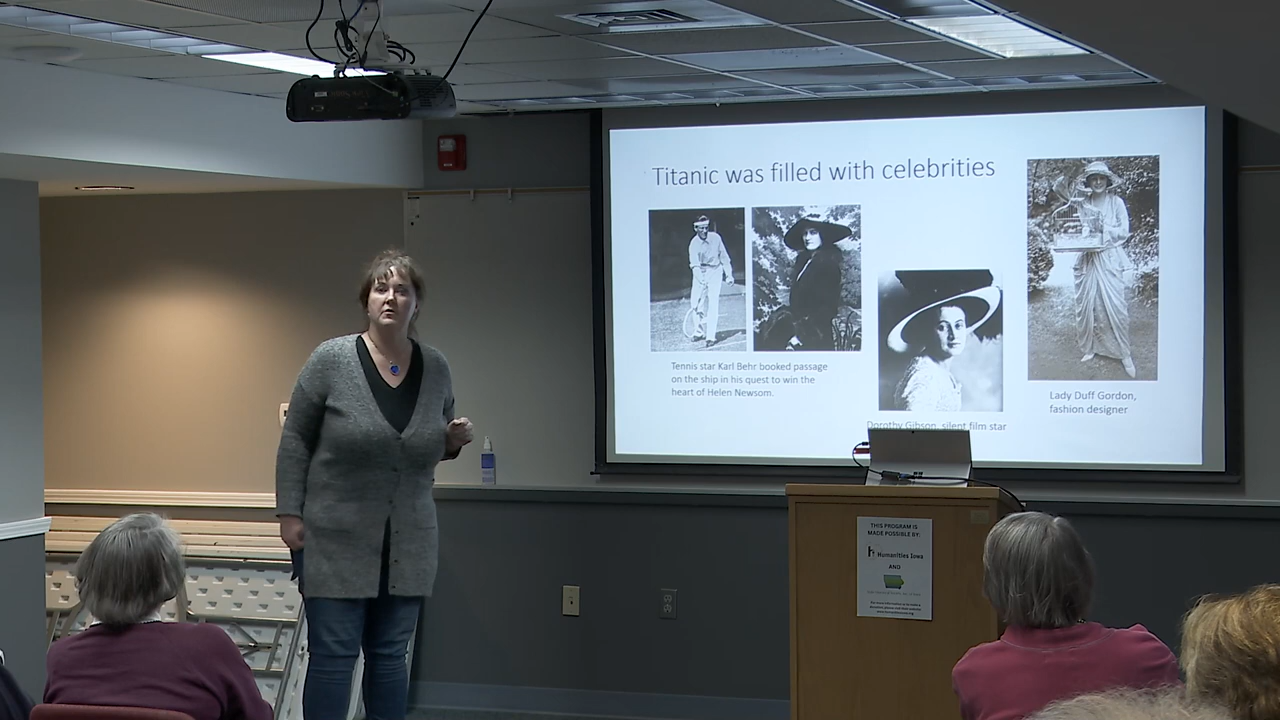 Titanic was filled with celebrities
Tennis star Karl Behr booked passage
on the ship in his quest to win the
heart of Helen Newsom.
Dorothy Gibson, silent film star
Lady Duff Gordon,
fashion designer
THIS PROGRAM IS
MADE POSSIBLE BY:
Humanities Iowa
AND